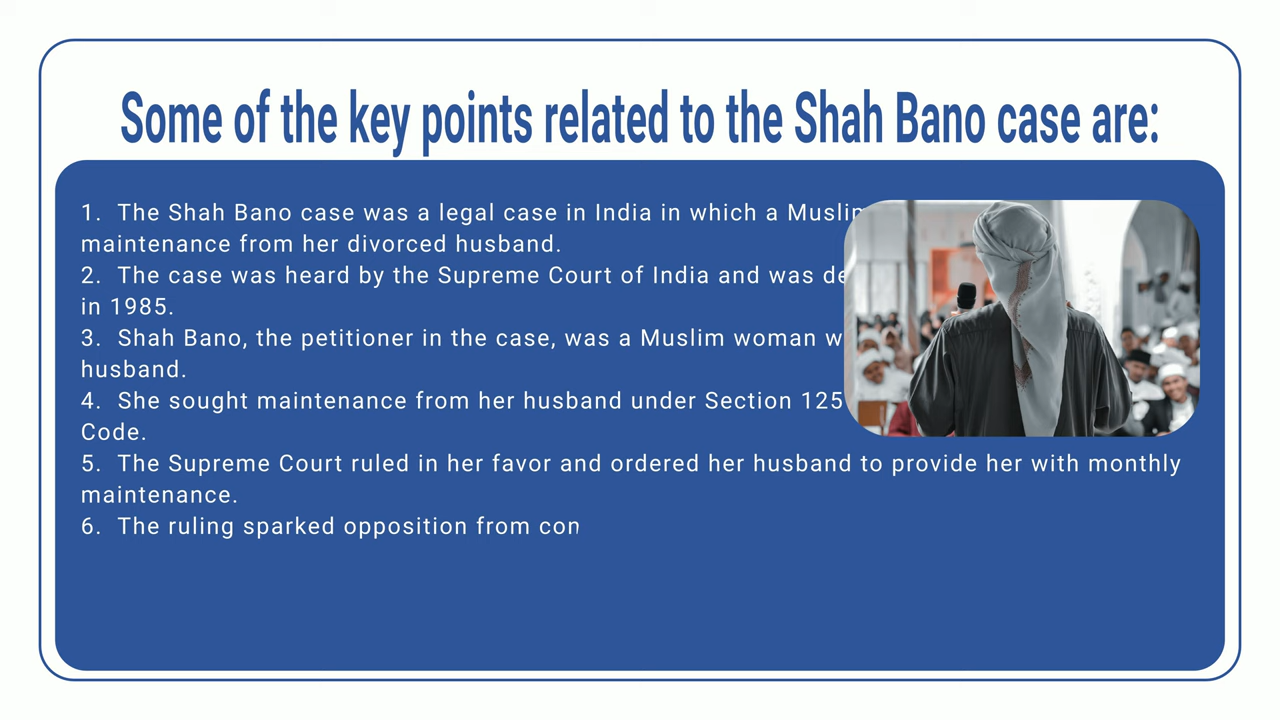 Some of the key points related to the Shah Bano case are:
1. The Shah Bano case was a legal case in India in which a
maintenance from her divorced husband.
2. The case was heard by the Supreme Court of India and was
in 1985.
3. Shah Bano, the petitioner in the case, was a Muslim woman
husband.
4. She sought maintenance from her husband under Section 125
Code.
5. The Supreme Court ruled in her favor and ordered her husband to provide her with monthly
maintenance.
6. The ruling sparked opposition from